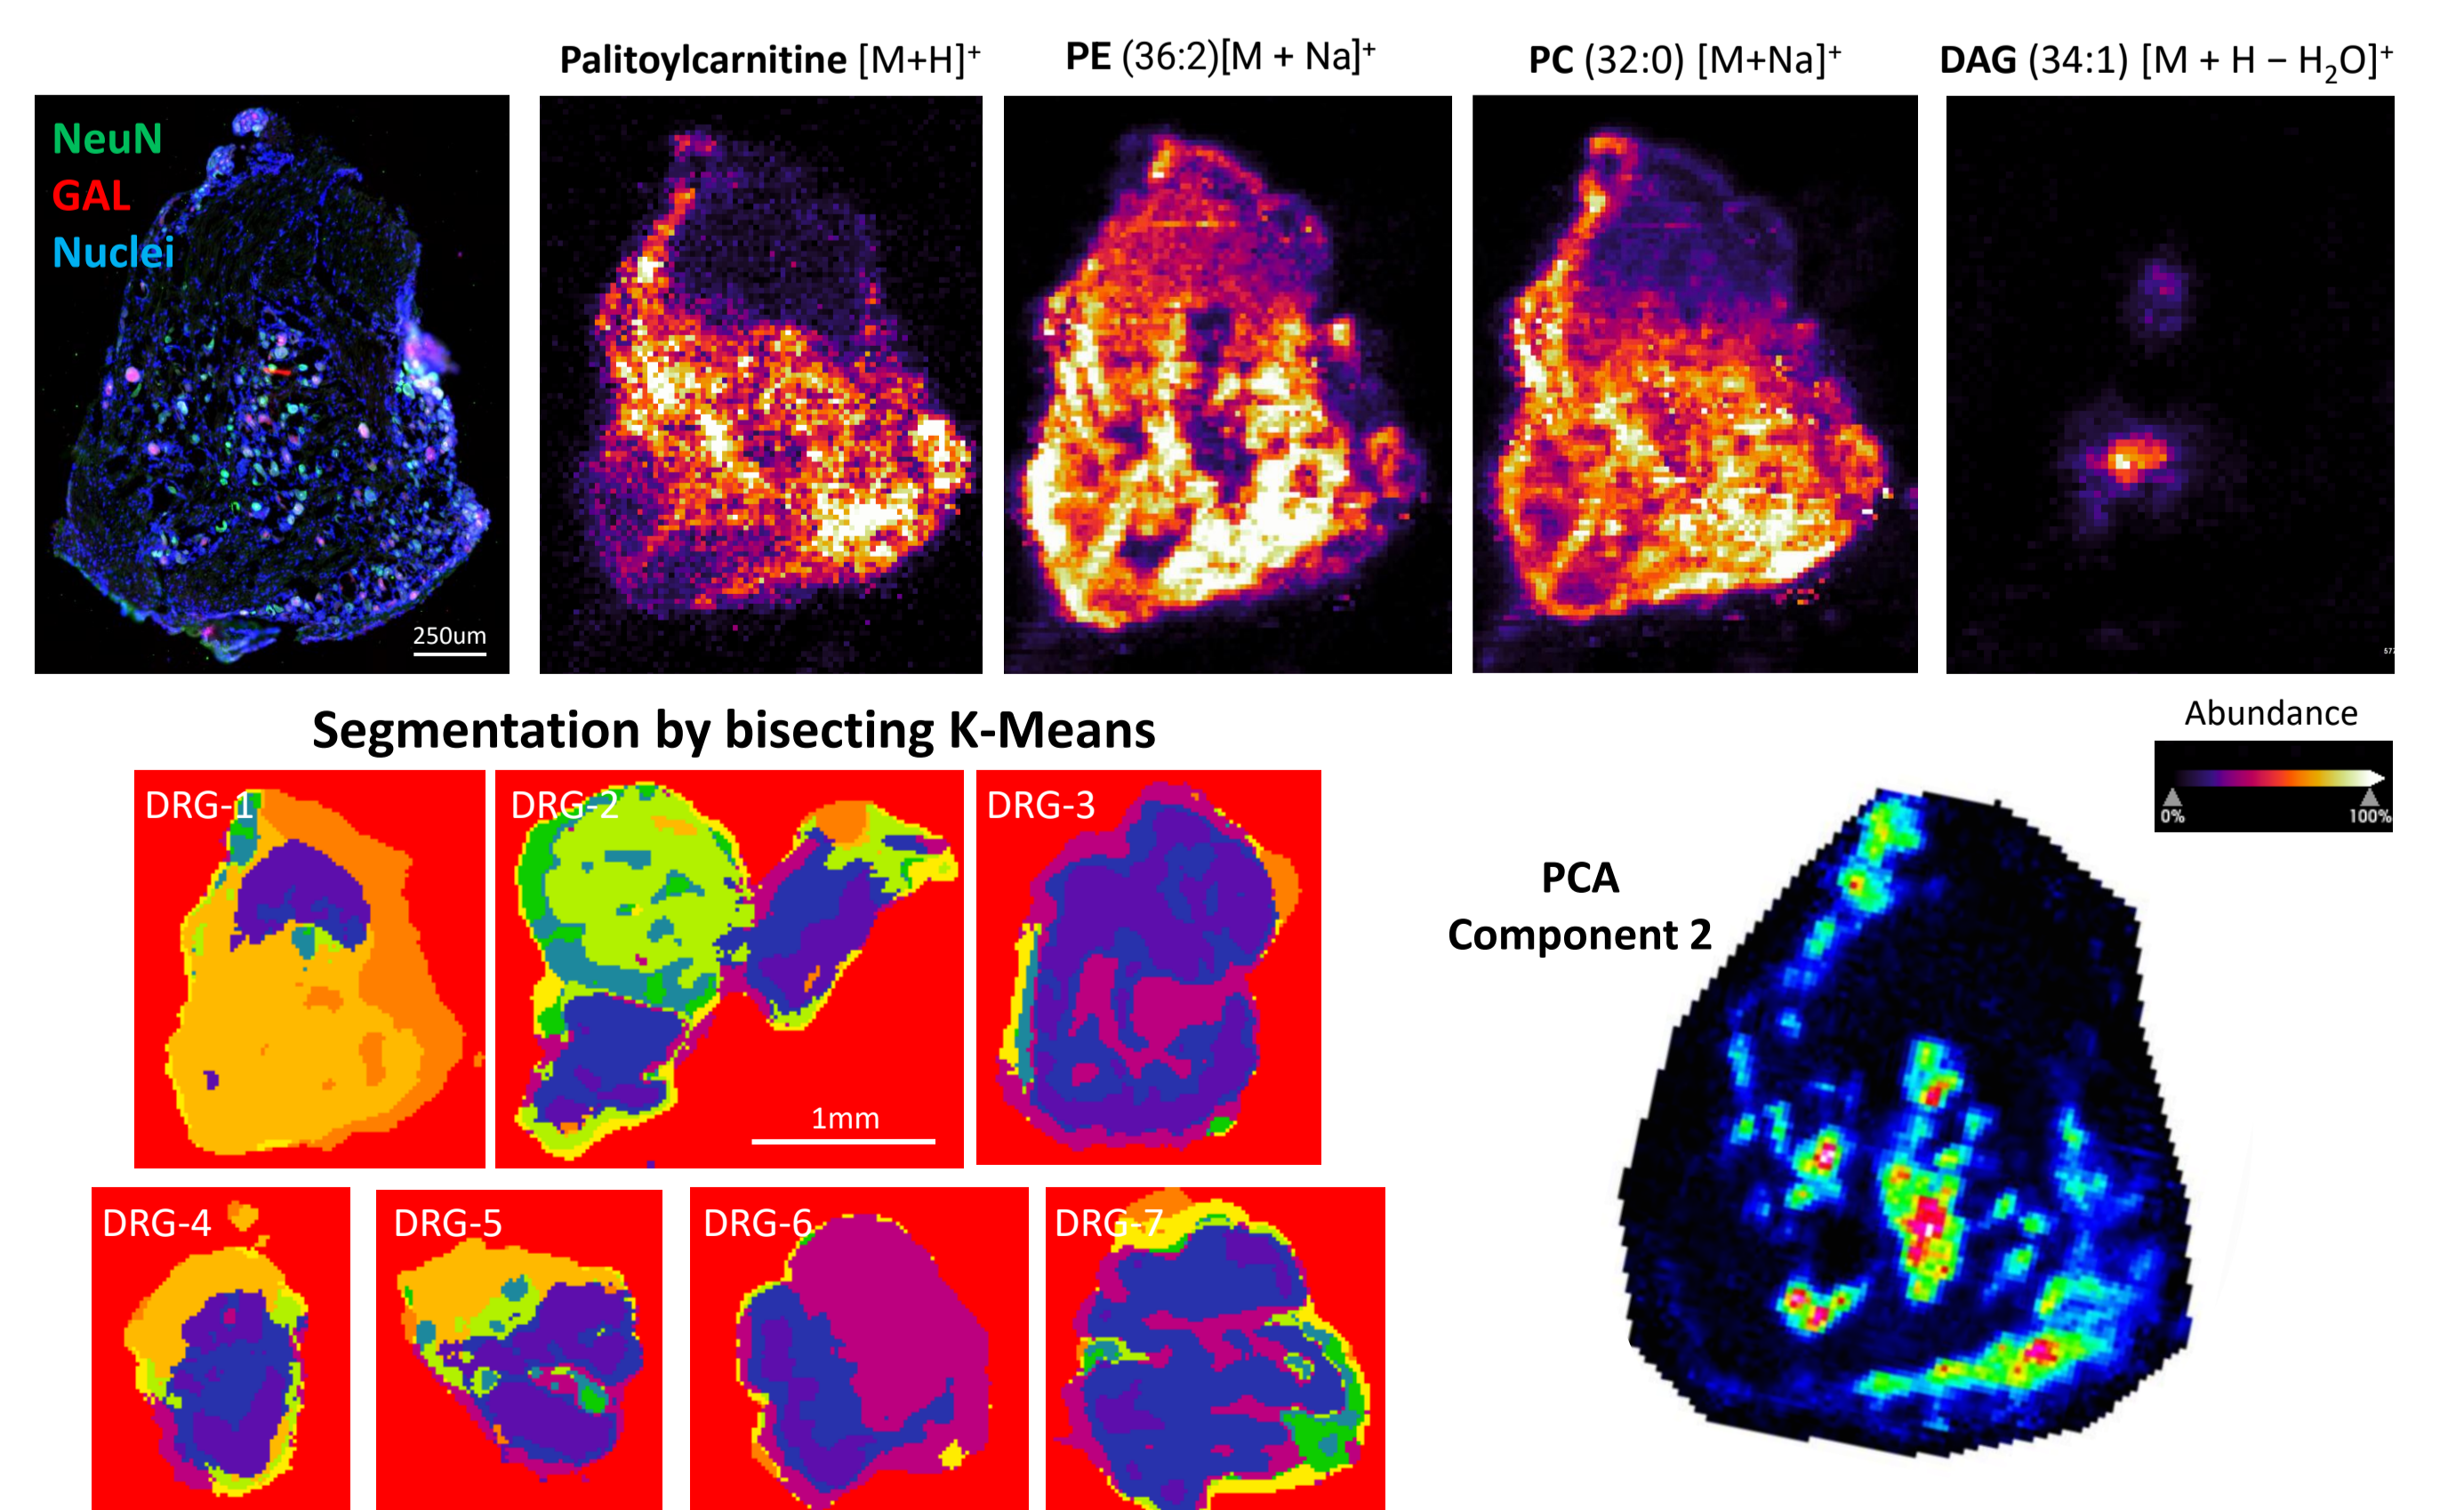 Palitoylcarnitine [M+H]⁺
PE (36:2)[M + Na]⁺
PC (32:0) [M+Na]⁺
DAG (34:1) [M + H − H₂O]⁺
NeuN
GAL
Nuclei
250um
Segmentation by bisecting K-Means
Abundance
0%
100%
DRG-1
DRG-2
DRG-3
1mm
PCA
Component 2
DRG-4
DRG-5
DRG-6
DRG-7